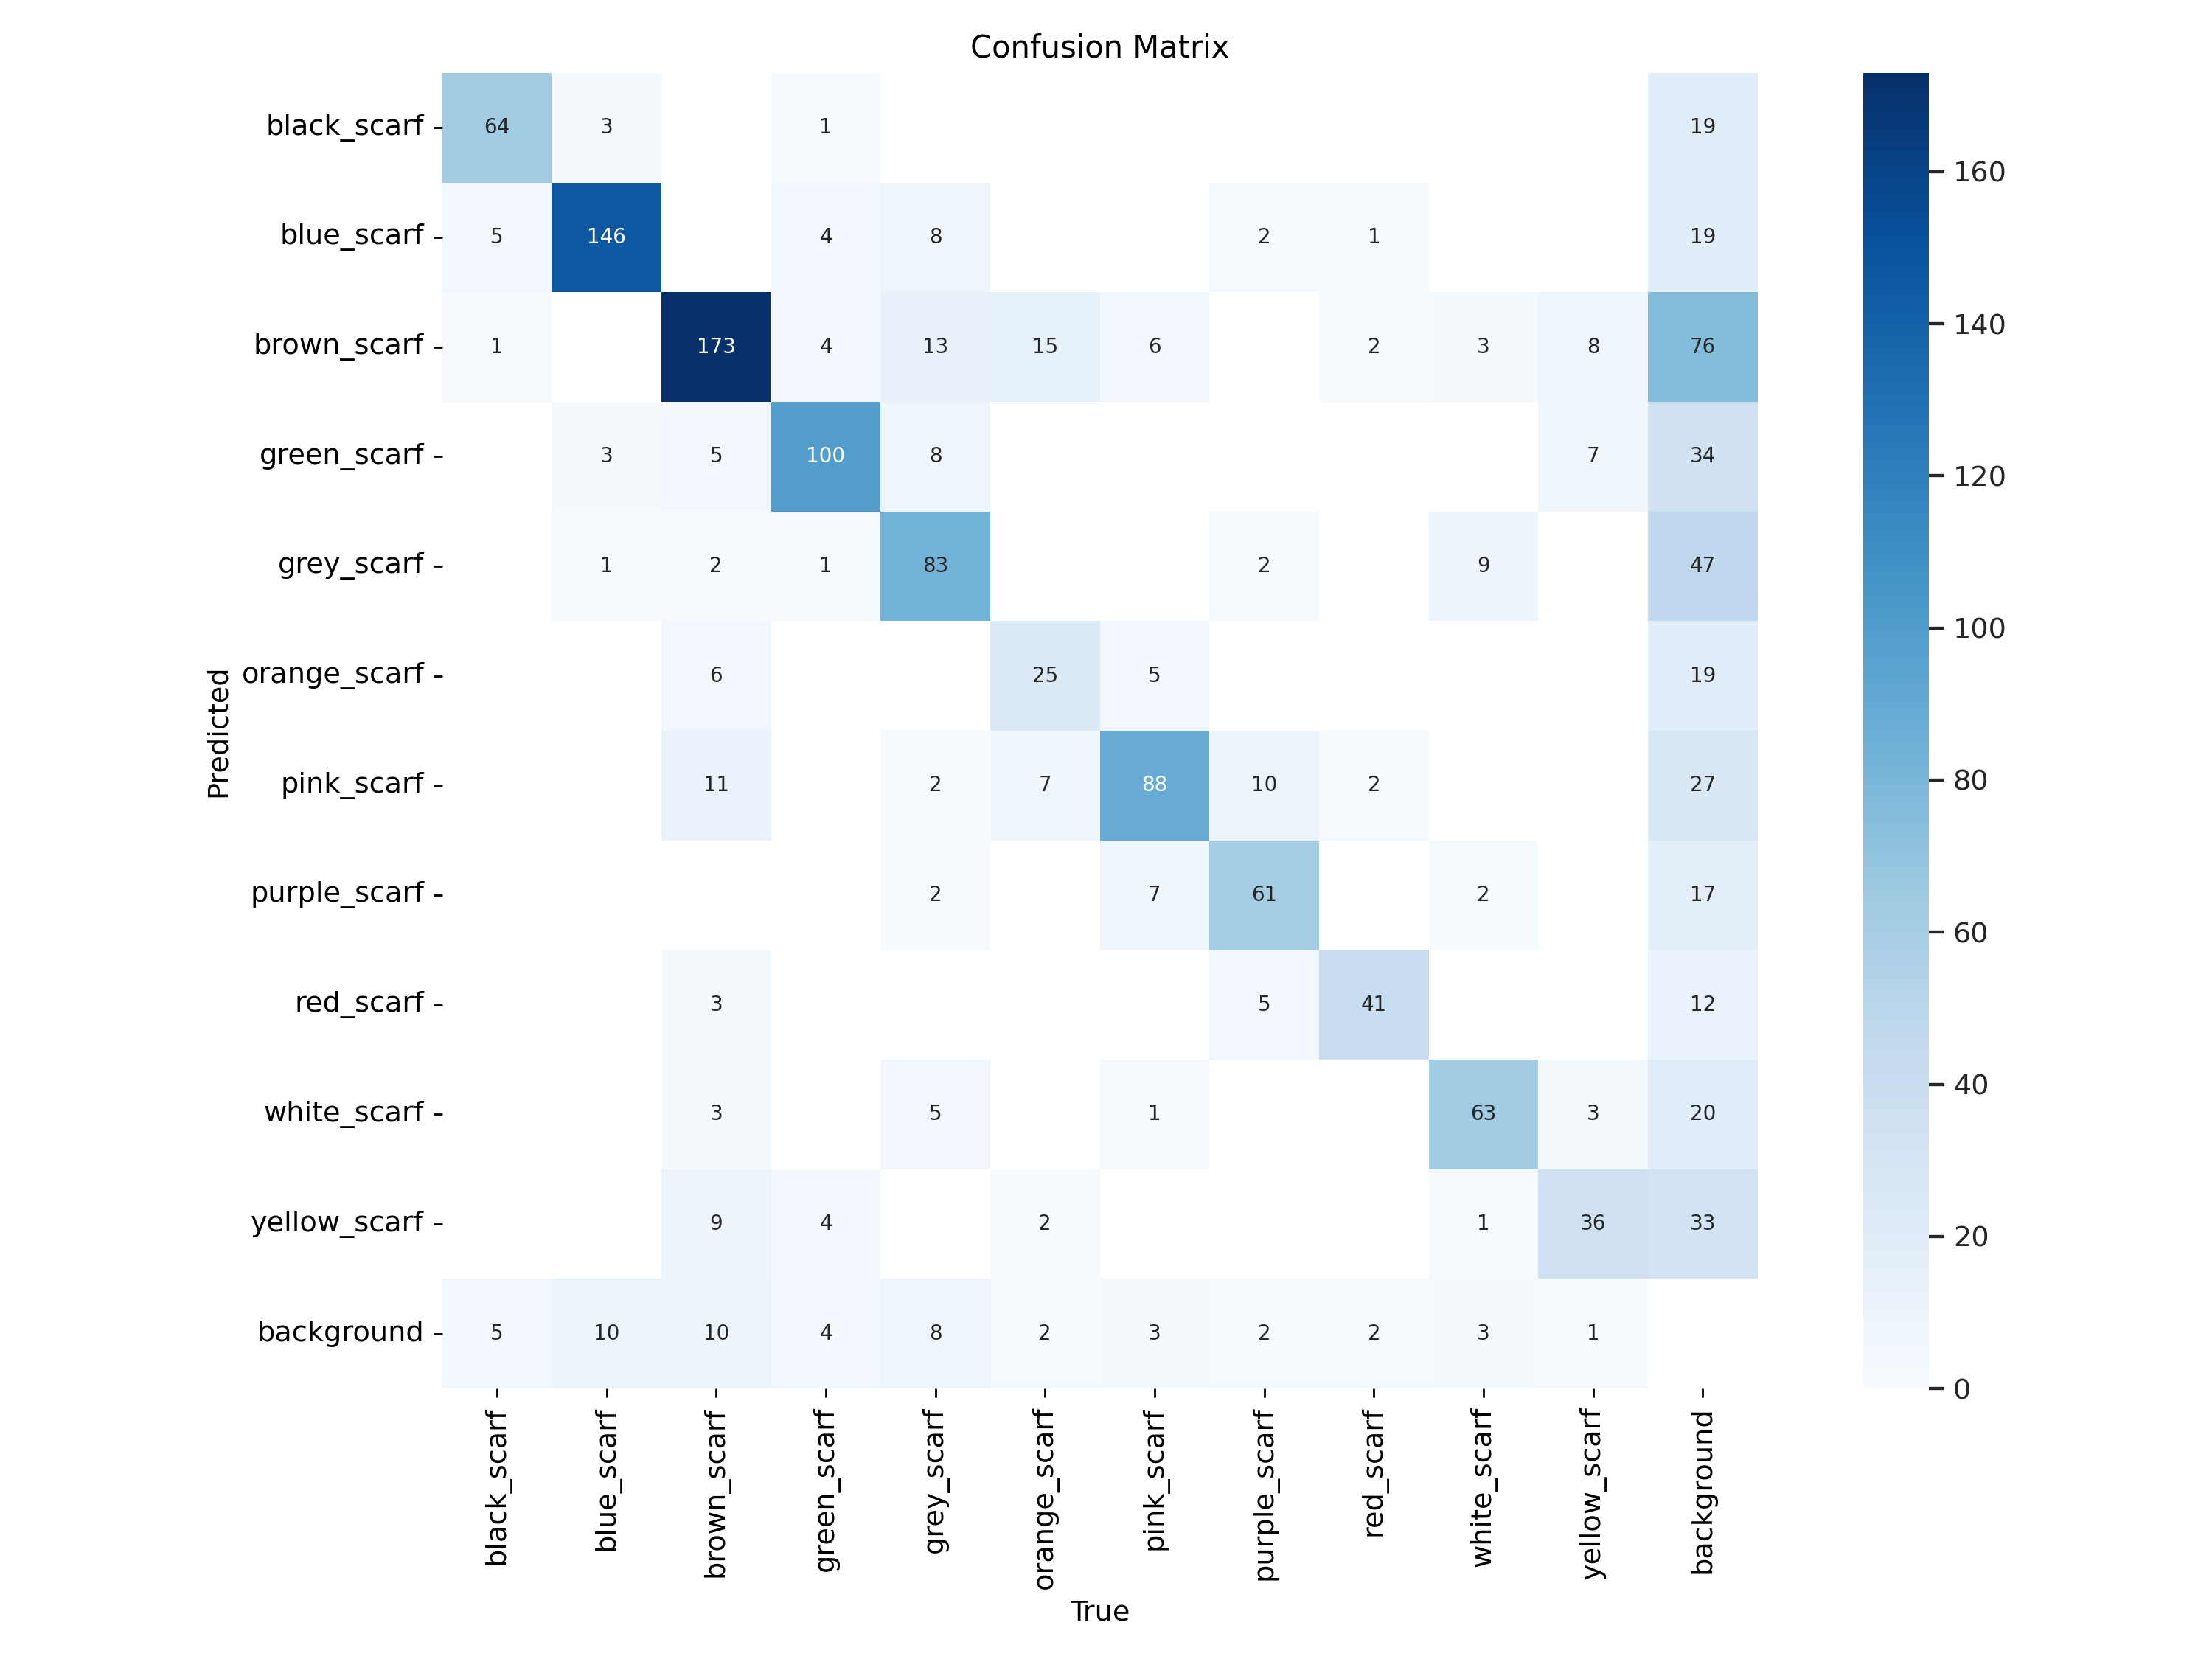 Confusion Matrix
black_scarf 64 3 1 19
blue_scarf 5 146 4 8 2 1 19
brown_scarf 1 173 4 13 15 6 2 3 8 76
green_scarf 3 5 100 8 7 34
grey_scarf 1 2 1 83 2 9 47
orange_scarf 6 25 5 19
pink_scarf 11 2 7 88 10 2 27
purple_scarf 2 7 61 2 17
red_scarf 3 5 41 12
white_scarf 3 5 1 63 3 20
yellow_scarf 9 4 2 1 36 33
background 5 10 10 4 8 2 3 2 2 3 1
Predicted
black_scarf
blue_scarf
brown_scarf
green_scarf
grey_scarf
orange_scarf
pink_scarf
purple_scarf
red_scarf
white_scarf
yellow_scarf
background
True
160
140
120
100
80
60
40
20
0